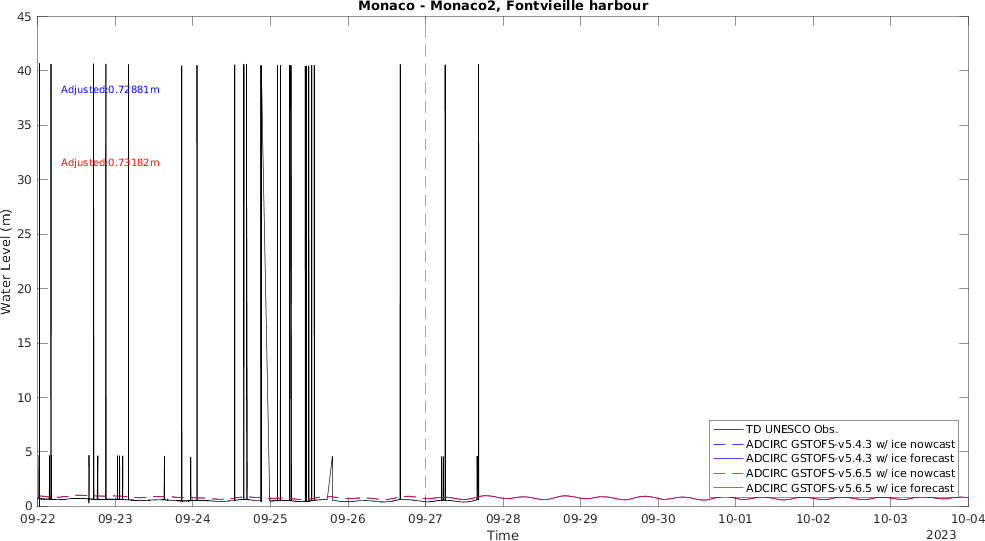 Monaco - Monaco2, Fontvieille harbour
45
40
35
30
25
20
15
10
5
0
Water Level (m)
Adjusted:0.72881m
Adjusted:0.73182m
TD UNESCO Obs.
ADCIRC GSTOFS-v5.4.3 w/ ice nowcast
ADCIRC GSTOFS-v5.4.3 w/ ice forecast
ADCIRC GSTOFS-v5.6.5 w/ ice nowcast
ADCIRC GSTOFS-v5.6.5 w/ ice forecast
09-22 09-23 09-24 09-25 09-26 09-27 09-28 09-29 09-30 10-01 10-02 10-03 10-04
Time
2023